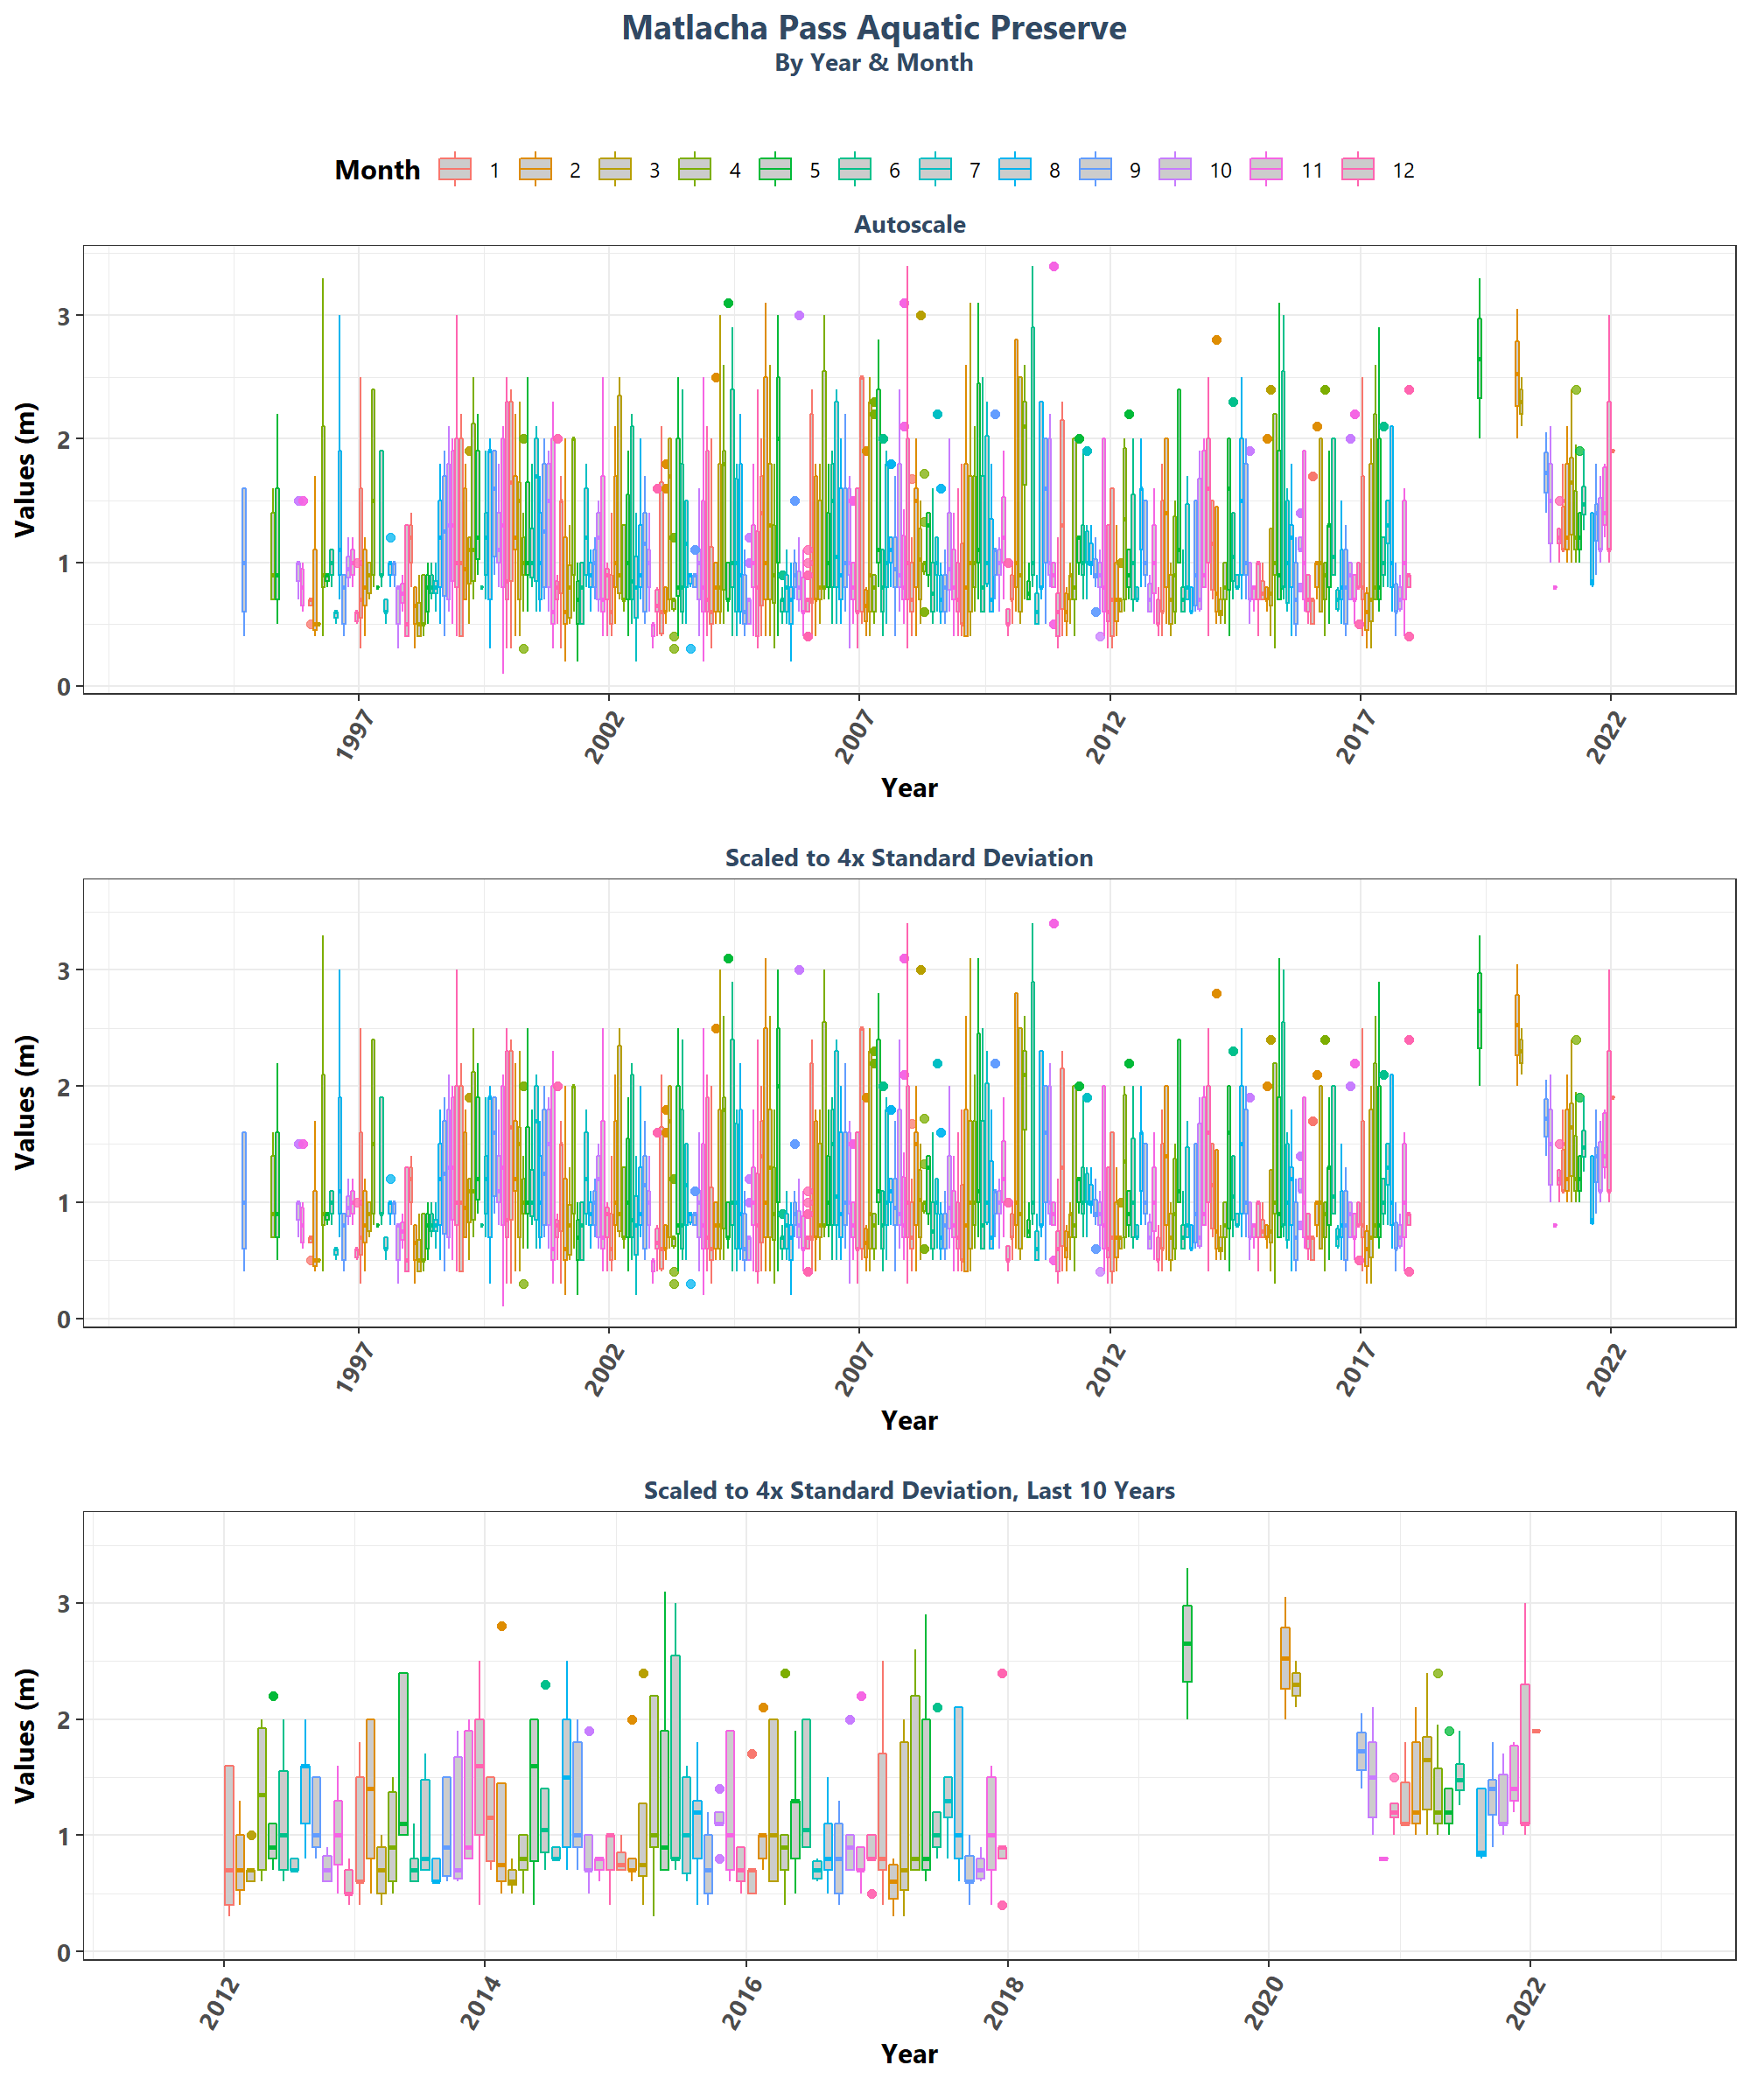 Matlacha Pass Aquatic Preserve
By Year & Month
Month 1 2 3 4 5 6 7 8 9 10 11 12
Autoscale
Values (m)
3
2
1
0
1997 2002 2007 2012 2017 2022
Year
Scaled to 4x Standard Deviation
Values (m)
3
2
1
0
1997 2002 2007 2012 2017 2022
Year
Scaled to 4x Standard Deviation, Last 10 Years
Values (m)
3
2
1
0
2012 2014 2016 2018 2020 2022
Year